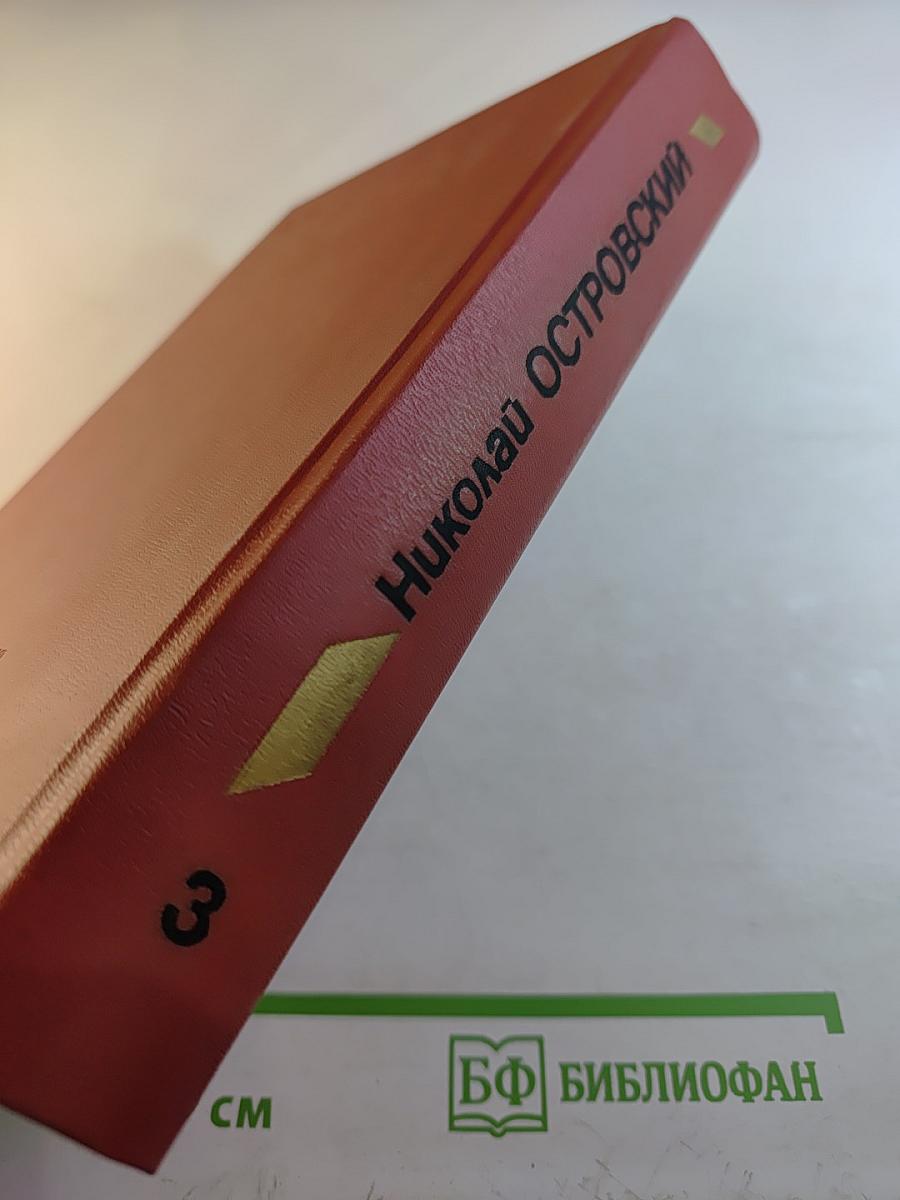 Николай ОСТРОВСКИЙ
3
см
БФ БИБЛИОФАН